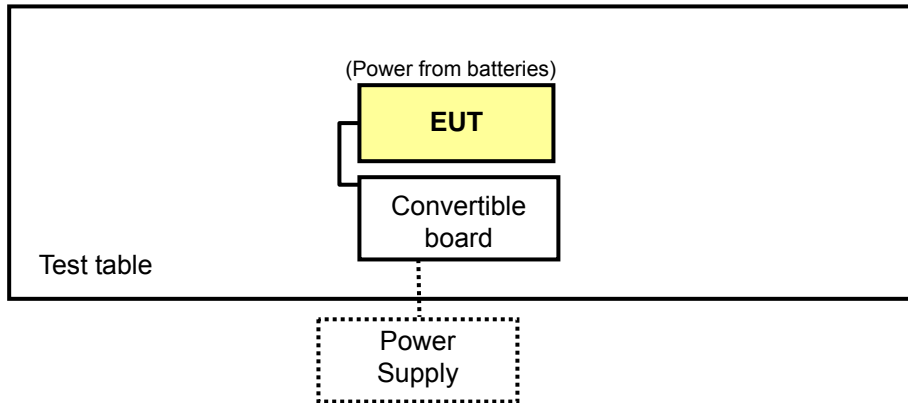 (Power from batteries)
EUT
Convertible
board
Test table
Power
Supply